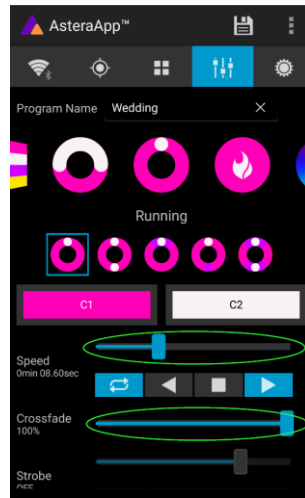 AsteraApp™
Program Name Wedding
Running
C1 C2
Speed
0min 08.60sec
Crossfade
100%
Strobe
OFF